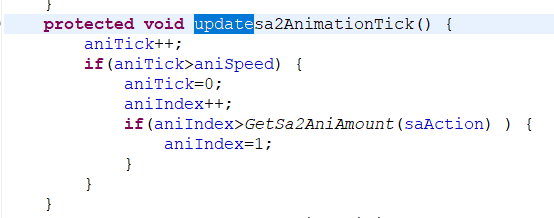 }
protected void updatesa2AnimationTick() {
aniTick++;
if(aniTick>aniSpeed) {
aniTick=0;
aniIndex++;
if(aniIndex>GetSa2AniAmount(saAction) ) {
aniIndex=1;
}
}
}